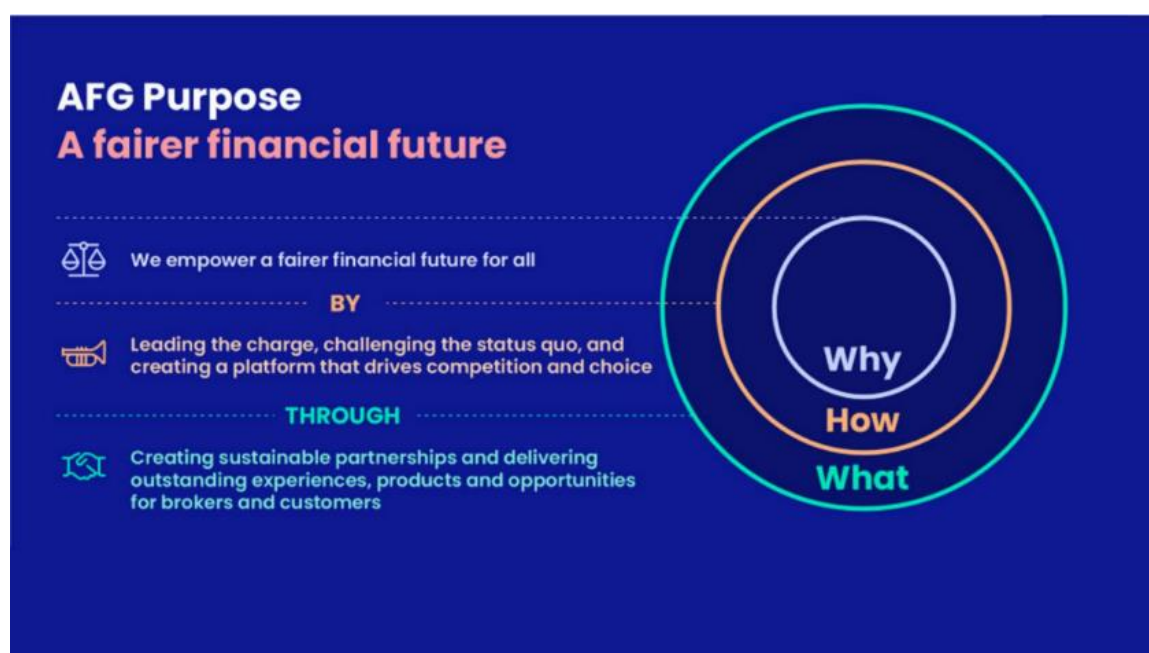 AFG Purpose
A fairer financial future
We empower a fairer financial future for all
BY
Leading the charge, challenging the status quo, and
creating a platform that drives competition and choice
THROUGH
Creating sustainable partnerships and delivering
outstanding experiences, products and opportunities
for brokers and customers
Why
How
What